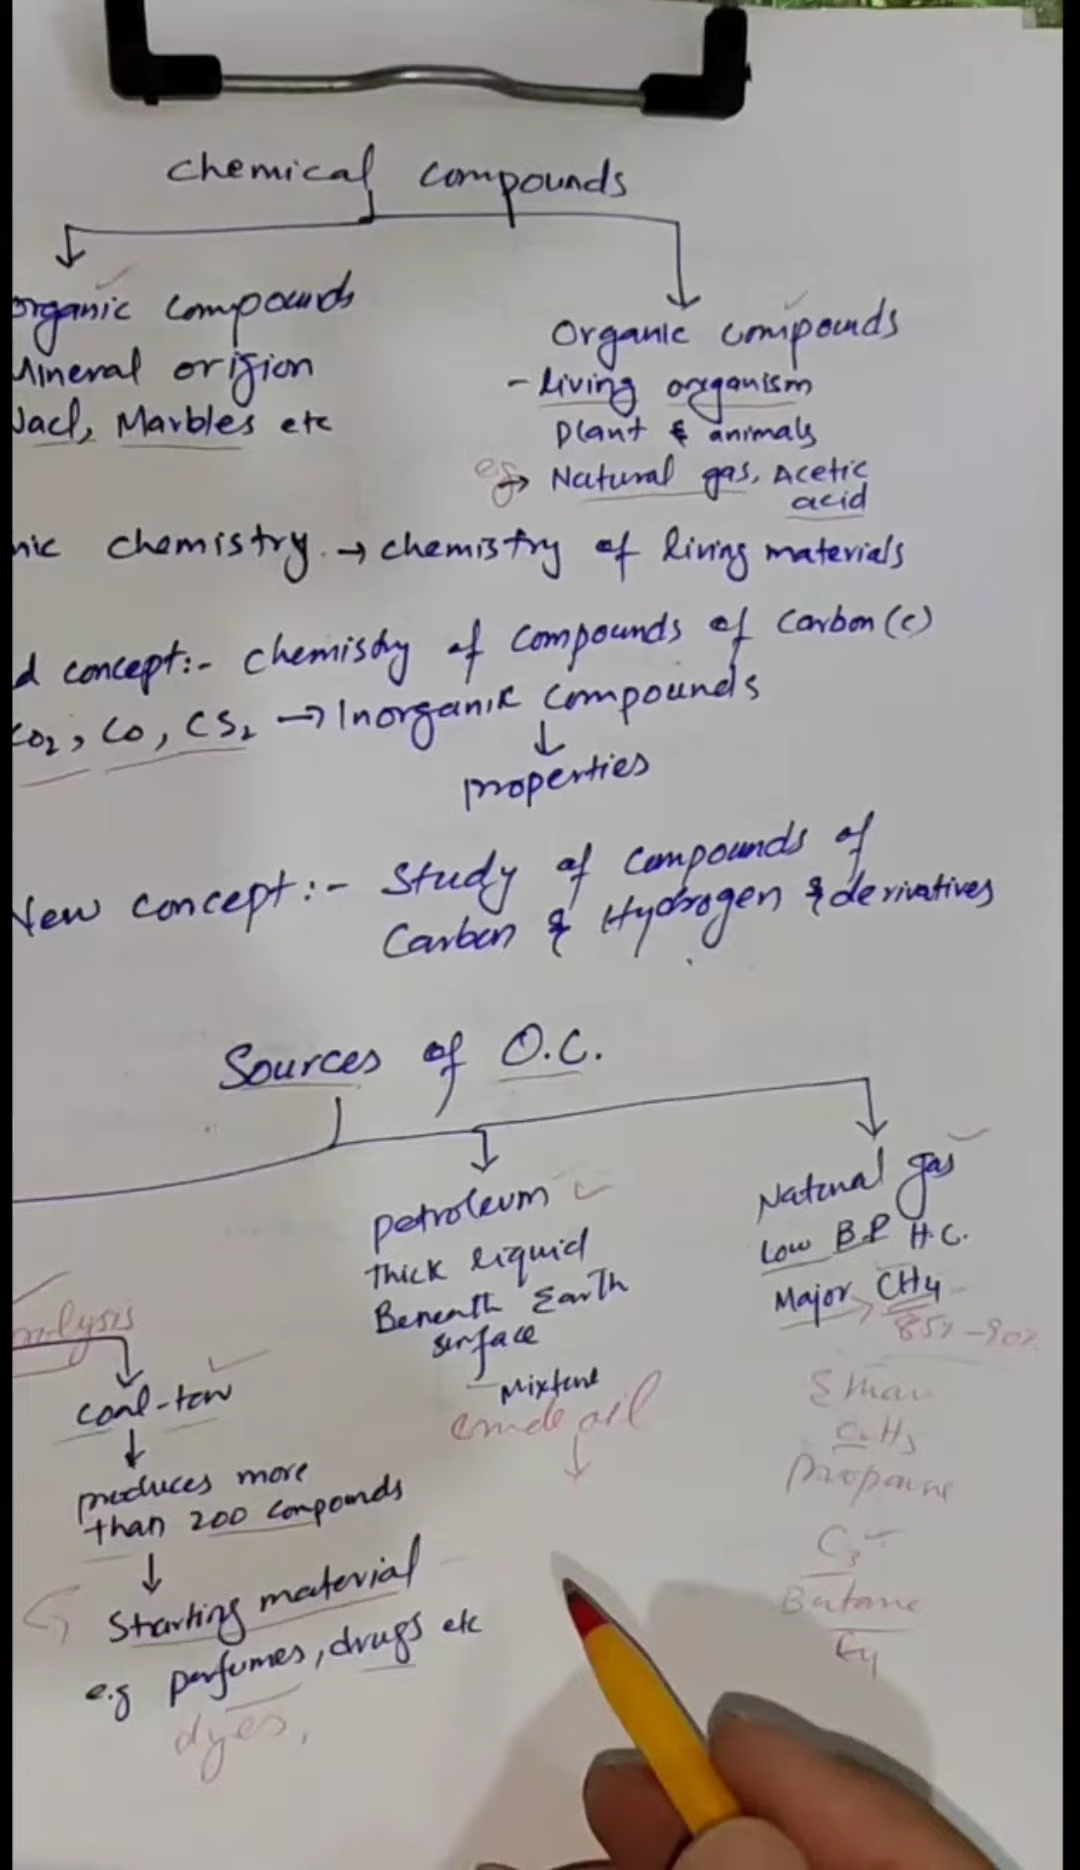 chemical compounds
organic compounds
Mineral origion
Nacl, Marbles etc
Organic compounds
- living organism
plant & animals
eg → Natural gas, Acetic
acid
nic chemistry → chemistry of living materials
d concept:- chemistry of compounds of carbon (c)
CO2, CO, CS2 → Inorganic compounds
↓
properties
New concept:- Study of compounds of
Carbon & Hydrogen & derivatives
Sources of O.C.
petroleum
Thick liquid
Beneath Earth
surface
- Mixture
crude oil
Natural gas
Low B.P H.C.
Major → CH4
85% - 90%
Propane
C3
Butane
C4
alysis
coal-tar
↓
produces more
than 200 compounds
↓
Starting material
e.g perfumes, drugs etc
dyes,